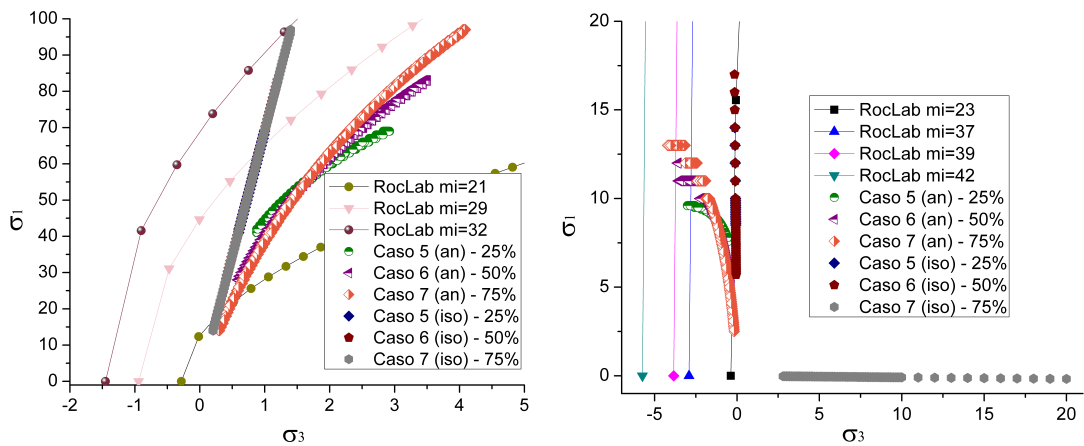 100
90
80
70
60
50
40
30
20
10
0
σ1
-2
-1
0
1
2
3
4
5
σ3
RocLab mi=21
RocLab mi=29
RocLab mi=32
Caso 5 (an) - 25%
Caso 6 (an) - 50%
Caso 7 (an) - 75%
Caso 5 (iso) - 25%
Caso 6 (iso) - 50%
Caso 7 (iso) - 75%
20
15
10
5
0
σ1
-5
0
5
10
15
20
σ3
RocLab mi=23
RocLab mi=37
RocLab mi=39
RocLab mi=42
Caso 5 (an) - 25%
Caso 6 (an) - 50%
Caso 7 (an) - 75%
Caso 5 (iso) - 25%
Caso 6 (iso) - 50%
Caso 7 (iso) - 75%